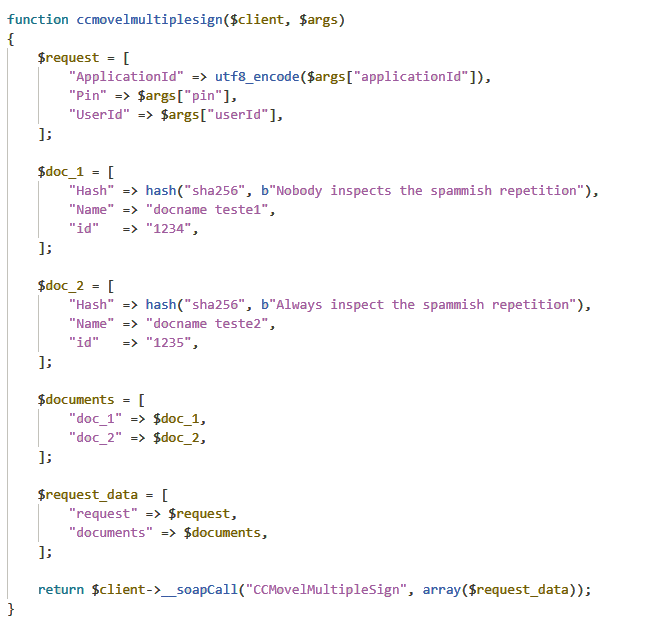 function ccmovelmultiplesign($client, $args)
{
    $request = [
        "ApplicationId" => utf8_encode($args["applicationId"]),
        "Pin" => $args["pin"],
        "UserId" => $args["userId"],
    ];

    $doc_1 = [
        "Hash" => hash("sha256", b"Nobody inspects the spammish repetition"),
        "Name" => "docname teste1",
        "id"   => "1234",
    ];

    $doc_2 = [
        "Hash" => hash("sha256", b"Always inspect the spammish repetition"),
        "Name" => "docname teste2",
        "id"   => "1235",
    ];

    $documents = [
        "doc_1" => $doc_1,
        "doc_2" => $doc_2,
    ];

    $request_data = [
        "request" => $request,
        "documents" => $documents,
    ];

    return $client->__soapCall("CCMovelMultipleSign", array($request_data));
}